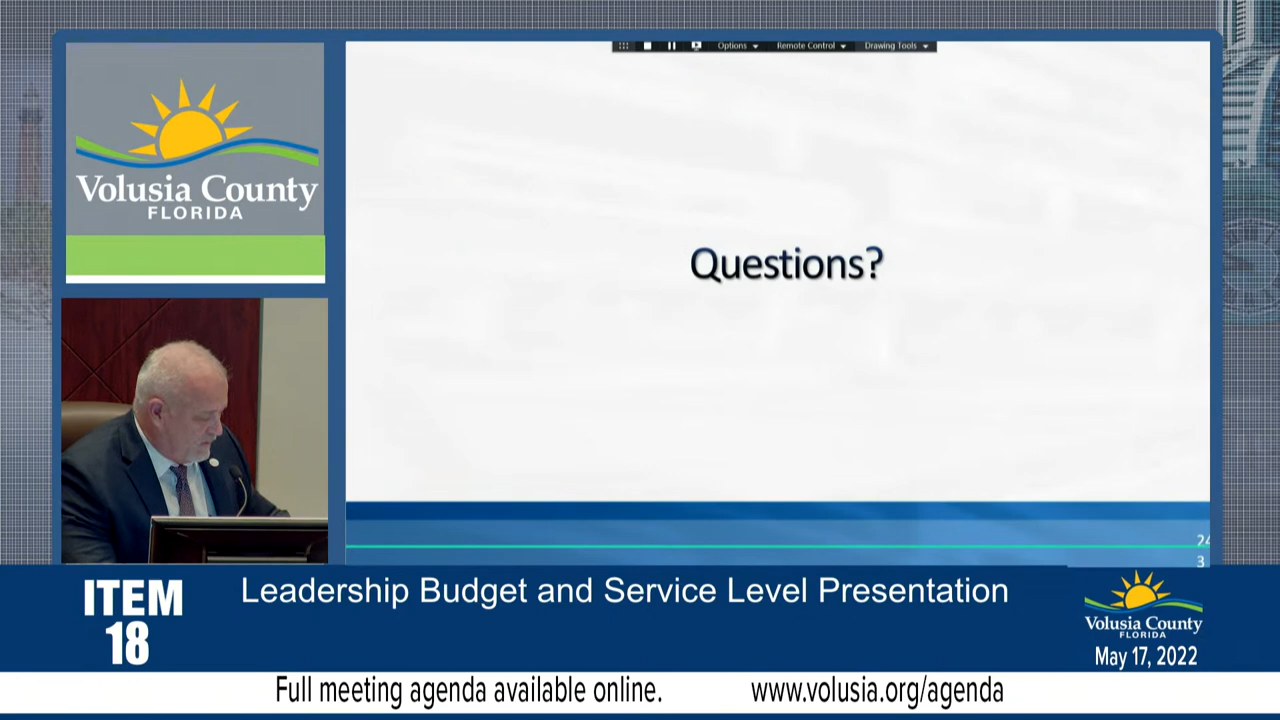 Options
Remote Control
Drawing Tools
Volusia County
FLORIDA
Questions?
24
3
ITEM
18
Leadership Budget and Service Level Presentation
Volusia County
FLORIDA
May 17, 2022
Full meeting agenda available online.
www.volusia.org/agenda